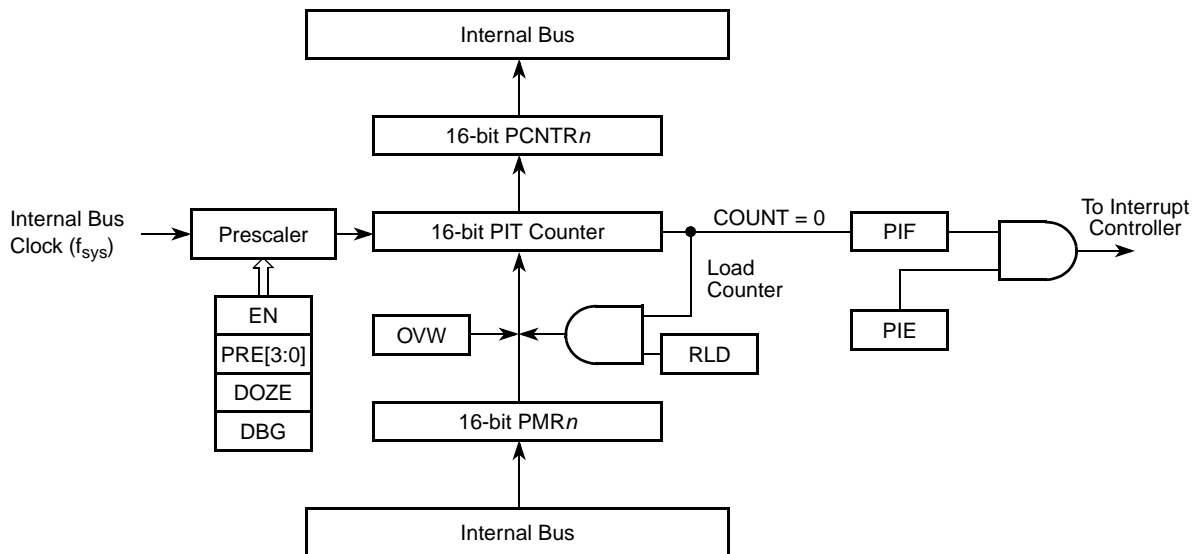 Internal Bus
16-bit PCNTRn
Internal Bus
Clock (fsys)
Prescaler
16-bit PIT Counter
COUNT = 0
PIF
To Interrupt
Controller
Load
Counter
EN
PRE[3:0]
DOZE
DBG
OVW
RLD
PIE
16-bit PMRn
Internal Bus